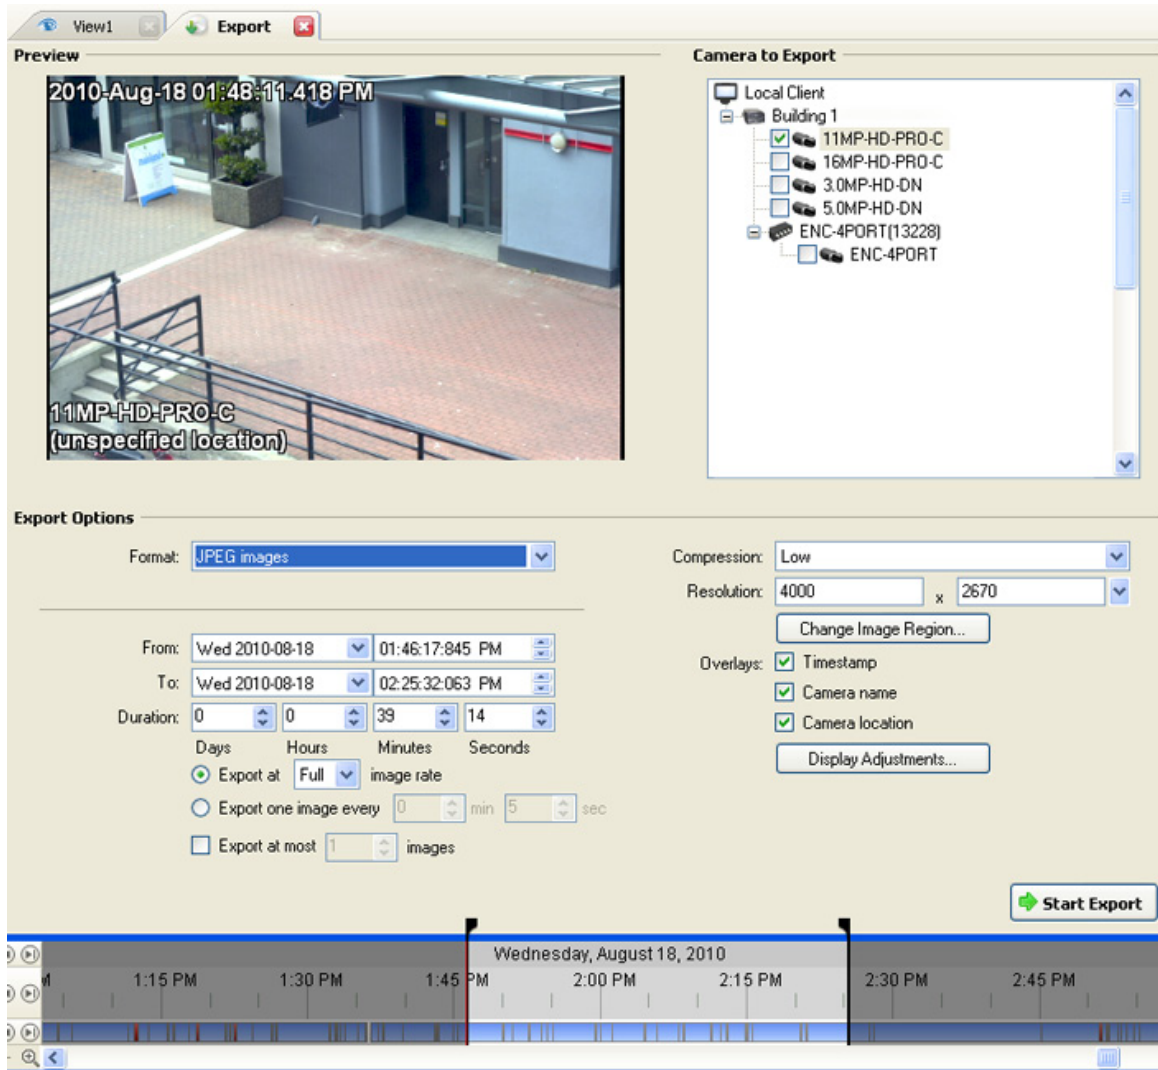 View1
Export
Preview
Camera to Export
2010-Aug-18 01:48:11.418 PM
11MP-HD-PRO-C
(unspecified location)
Local Client
Building 1
11MP-HD-PRO-C
16MP-HD-PRO-C
3.0MP-HD-DN
5.0MP-HD-DN
ENC-4PORT(13228)
ENC-4PORT
Export Options
Format: JPEG images
From: Wed 2010-08-18 01:46:17:845 PM
To: Wed 2010-08-18 02:25:32:063 PM
Duration: 0 0 39 14
Days Hours Minutes Seconds
Export at Full image rate
Export one image every 0 min 5 sec
Export at most 1 images
Compression: Low
Resolution: 4000 x 2670
Change Image Region...
Overlays: Timestamp
Camera name
Camera location
Display Adjustments...
Start Export
Wednesday, August 18, 2010
1:15 PM 1:30 PM 1:45 PM 2:00 PM 2:15 PM 2:30 PM 2:45 PM